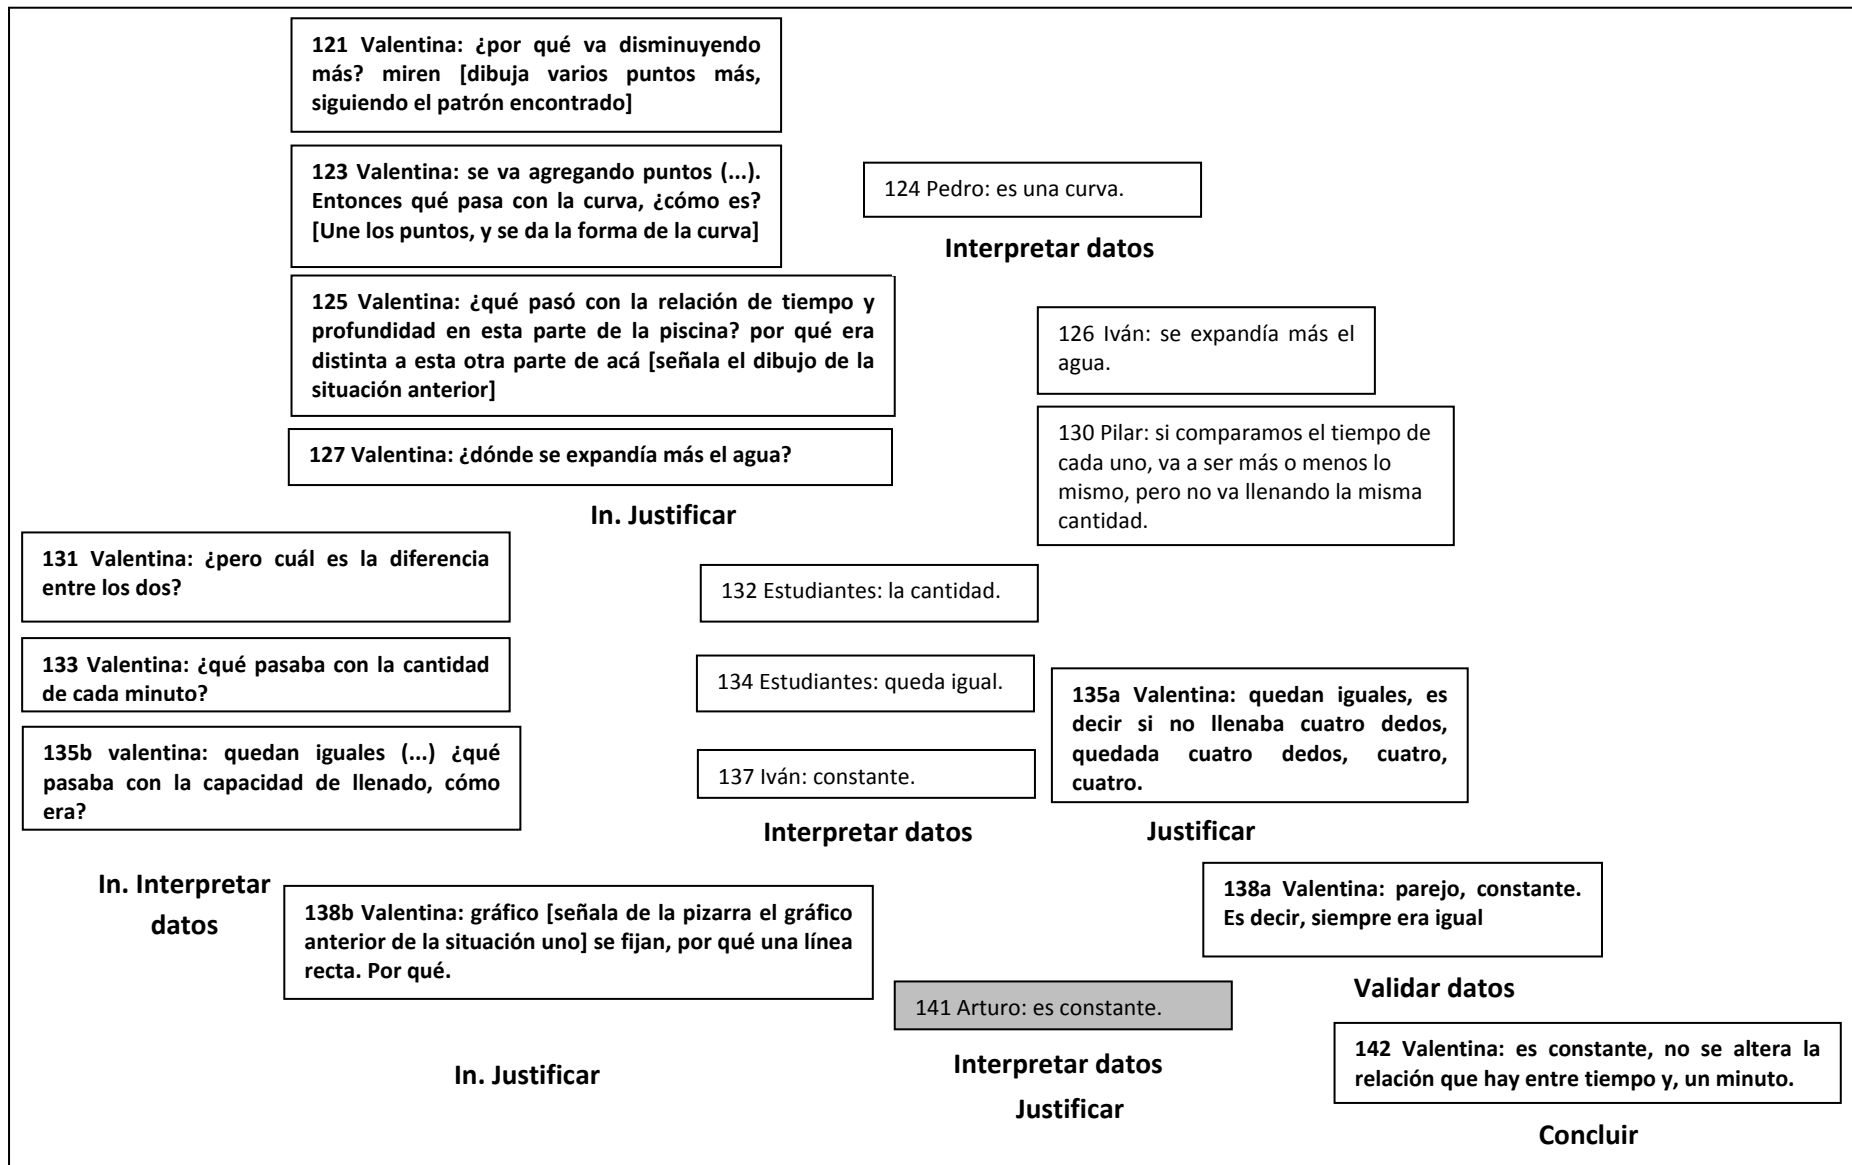 121 Valentina: ¿por qué va disminuyendo
más? miren [dibuja varios puntos más,
siguiendo el patrón encontrado]
123 Valentina: se va agregando puntos (...).
Entonces qué pasa con la curva, ¿cómo es?
[Une los puntos, y se da la forma de la curva]
124 Pedro: es una curva.
Interpretar datos
125 Valentina: ¿qué pasó con la relación de tiempo y
profundidad en esta parte de la piscina? por qué era
distinta a esta otra parte de acá [señala el dibujo de la
situación anterior]
126 Iván: se expandía más el
agua.
127 Valentina: ¿dónde se expandía más el agua?
130 Pilar: si comparamos el tiempo de
cada uno, va a ser más o menos lo
mismo, pero no va llenando la misma
cantidad.
In. Justificar
131 Valentina: ¿pero cuál es la diferencia
entre los dos?
132 Estudiantes: la cantidad.
133 Valentina: ¿qué pasaba con la cantidad
de cada minuto?
134 Estudiantes: queda igual.
135a Valentina: quedan iguales, es
decir si no llenaba cuatro dedos,
quedada cuatro dedos, cuatro,
cuatro.
135b valentina: quedan iguales (...) ¿qué
pasaba con la capacidad de llenado, cómo
era?
137 Iván: constante.
Interpretar datos
Justificar
In. Interpretar
datos
138a Valentina: parejo, constante.
Es decir, siempre era igual
138b Valentina: gráfico [señala de la pizarra el gráfico
anterior de la situación uno] se fijan, por qué una línea
recta. Por qué.
Validar datos
141 Arturo: es constante.
In. Justificar
Interpretar datos
Justificar
142 Valentina: es constante, no se altera la
relación que hay entre tiempo y, un minuto.
Concluir